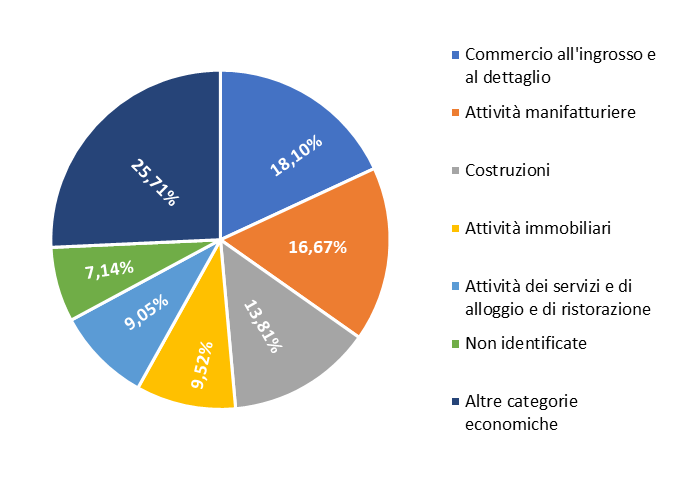 18,10%
16,67%
13,81%
9,52%
9,05%
7,14%
25,71%
Commercio all'ingrosso e
al dettaglio
Attività manifatturiere
Costruzioni
Attività immobiliari
Attività dei servizi e di
alloggio e di ristorazione
Non identificate
Altre categorie
economiche